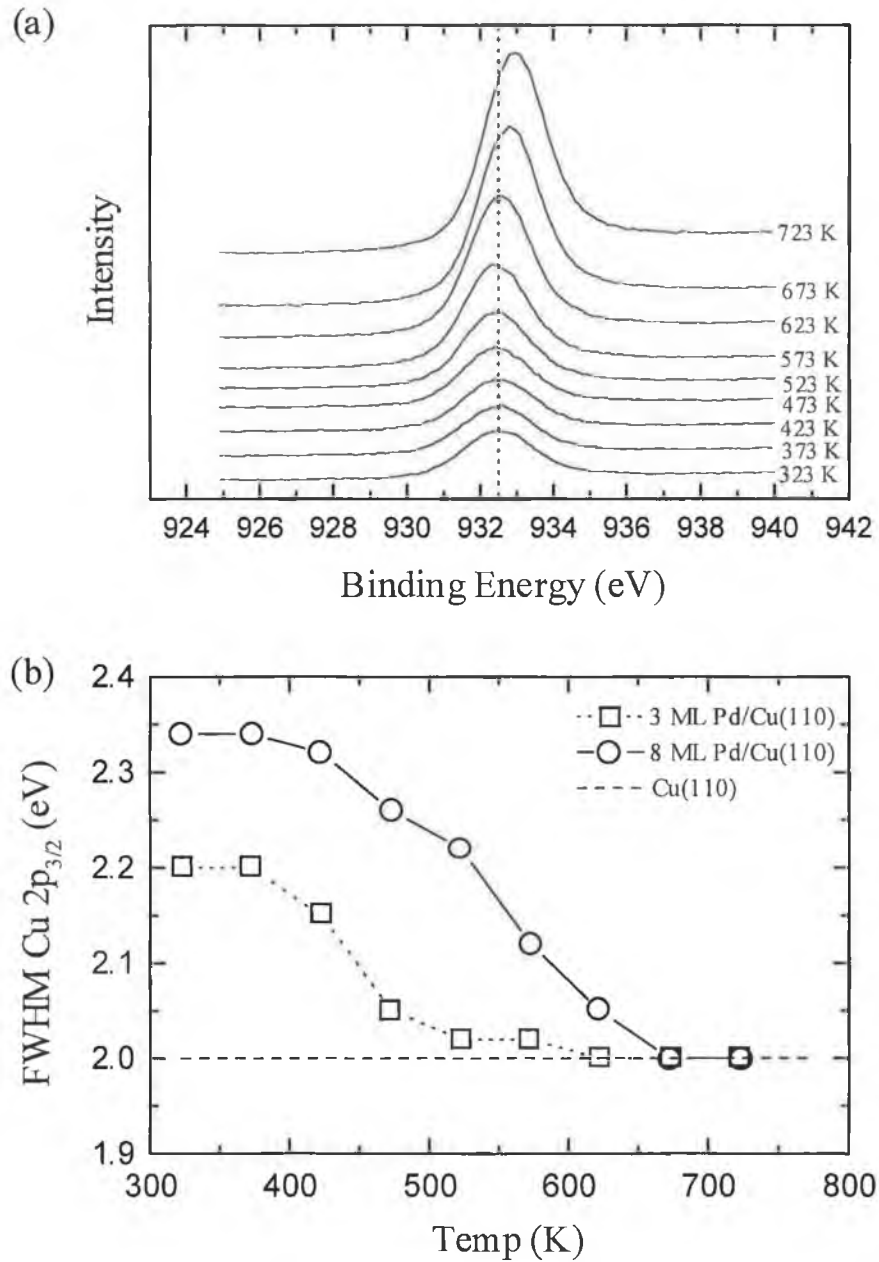 (a)
Intensity
723 K
673 K
623 K
573 K
523 K
473 K
423 K
373 K
323 K
924 926 928 930 932 934 936 938 940 942
Binding Energy (eV)
(b)
FWHM Cu 2p3/2 (eV)
2.4
2.3
2.2
2.1
2.0
1.9
3 ML Pd/Cu(110)
8 ML Pd/Cu(110)
Cu(110)
300 400 500 600 700 800
Temp (K)